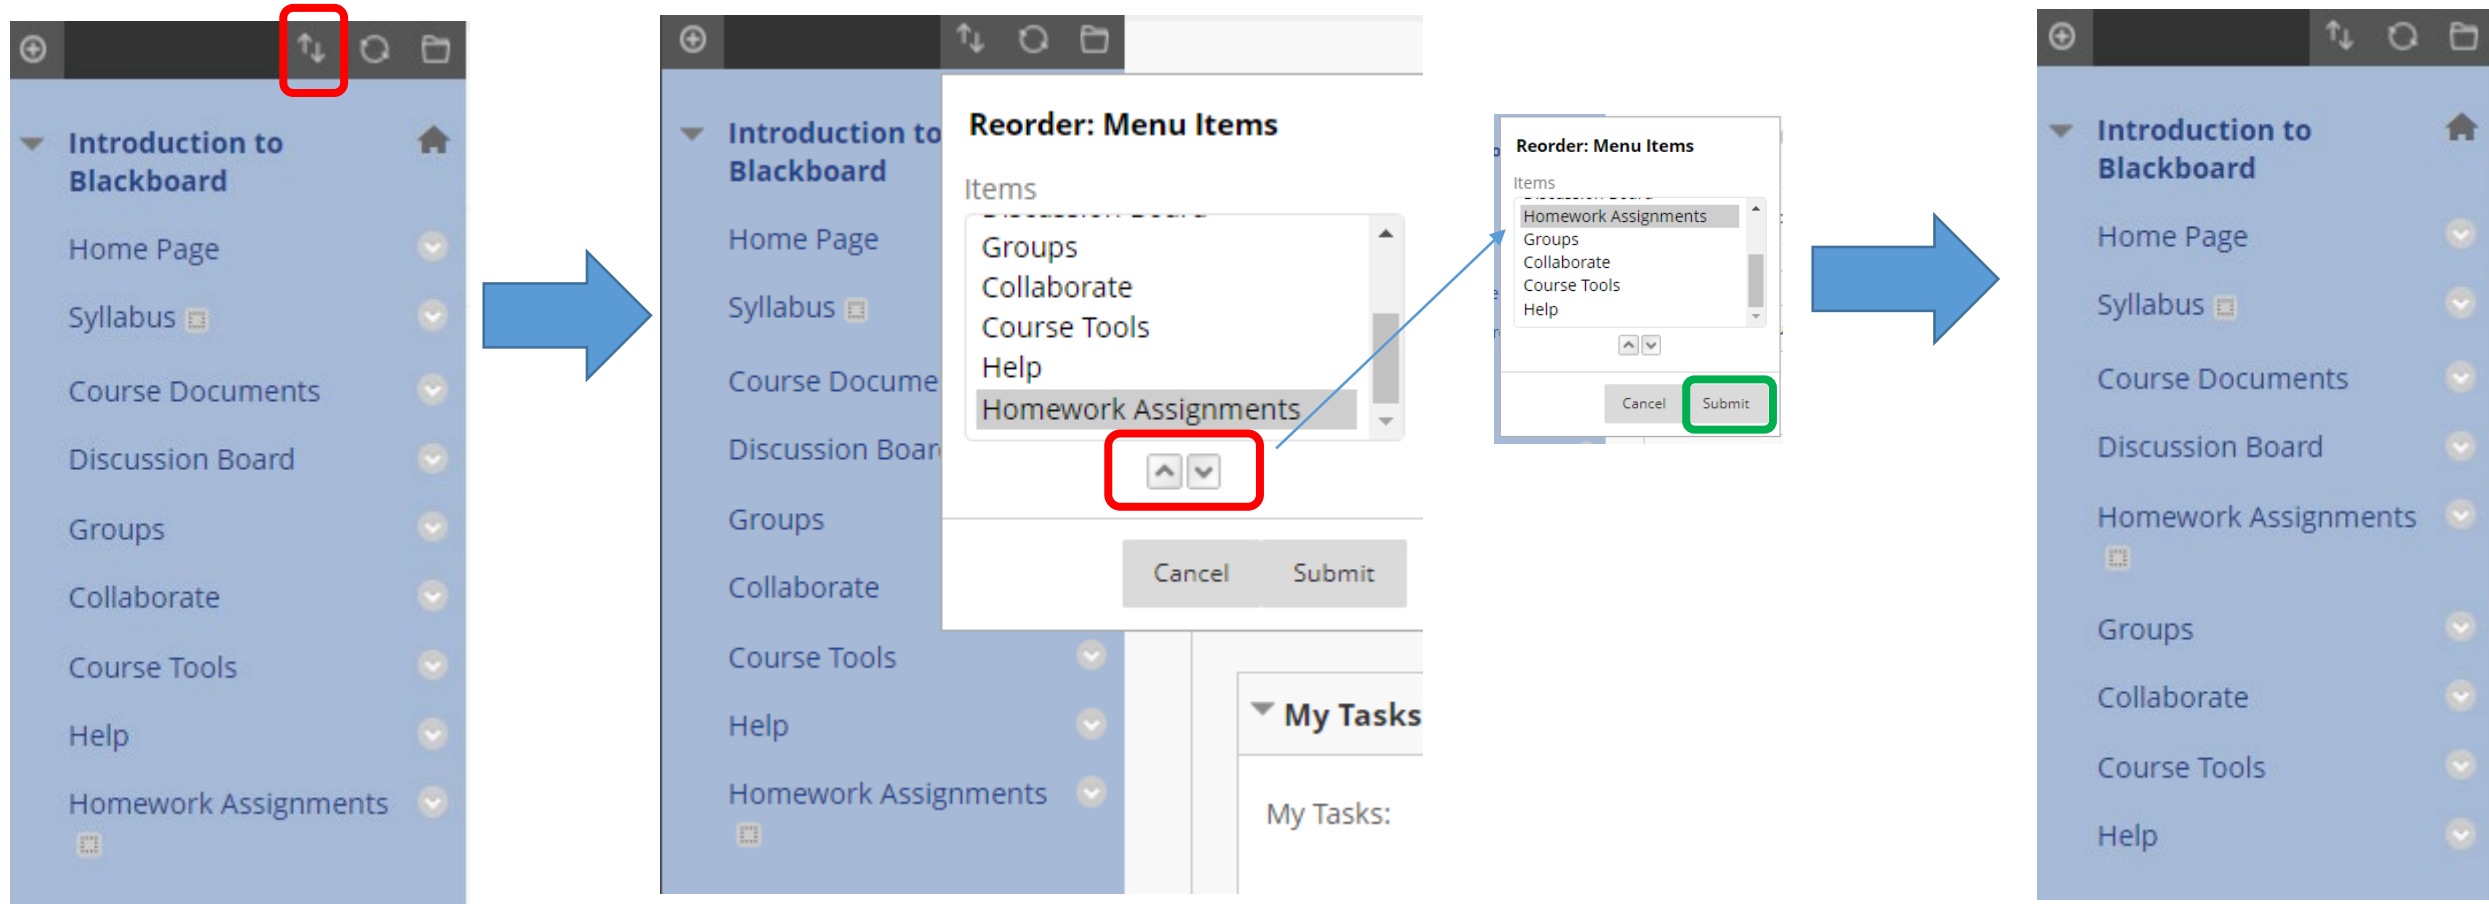 Introduction to
Blackboard
Home Page
Syllabus
Course Documents
Discussion Board
Groups
Collaborate
Course Tools
Help
Homework Assignments
Introduction to
Blackboard
Home Page
Syllabus
Course Docume
Discussion Boar
Groups
Collaborate
Course Tools
Help
Homework Assignments
Reorder: Menu Items
Items
Discussion Board
Groups
Collaborate
Course Tools
Help
Homework Assignments
Cancel Submit
My Tasks
My Tasks:
Reorder: Menu Items
Items
Discussion Board
Homework Assignments
Groups
Collaborate
Course Tools
Help
Cancel Submit
Introduction to
Blackboard
Home Page
Syllabus
Course Documents
Discussion Board
Homework Assignments
Groups
Collaborate
Course Tools
Help